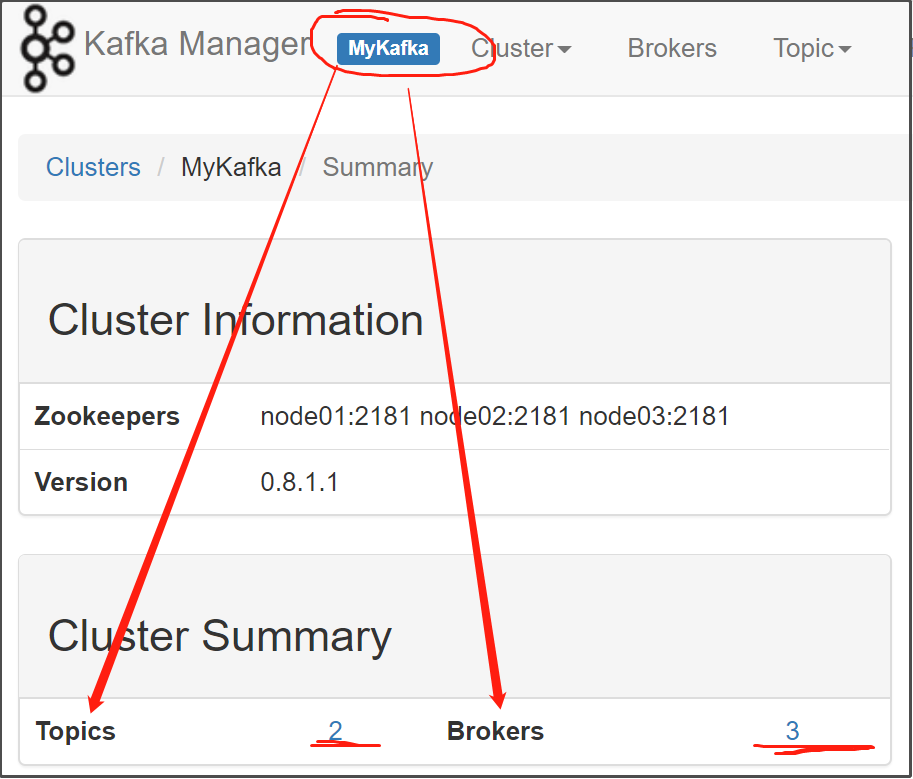 Kafka Manager MyKafka Cluster Brokers Topic
Clusters / MyKafka / Summary
Cluster Information
Zookeepers node01:2181 node02:2181 node03:2181
Version 0.8.1.1
Cluster Summary
Topics 2 Brokers 3